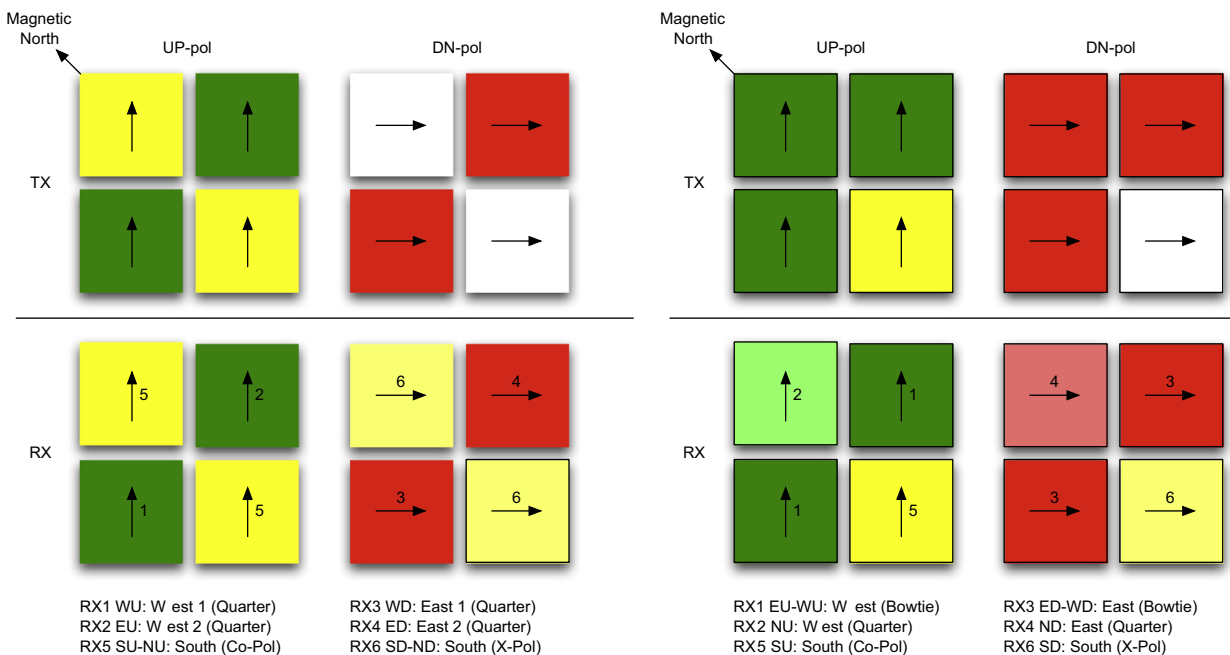 Magnetic
North
UP-pol
DN-pol
TX
RX
5
2
6
4
1
5
3
6
RX1 WU: W est 1 (Quarter)
RX2 EU: W est 2 (Quarter)
RX5 SU-NU: South (Co-Pol)
RX3 WD: East 1 (Quarter)
RX4 ED: East 2 (Quarter)
RX6 SD-ND: South (X-Pol)
Magnetic
North
UP-pol
DN-pol
TX
RX
2
1
4
3
1
5
3
6
RX1 EU-WU: W est (Bowtie)
RX2 NU: W est (Quarter)
RX5 SU: South (Co-Pol)
RX3 ED-WD: East (Bowtie)
RX4 ND: East (Quarter)
RX6 SD: South (X-Pol)